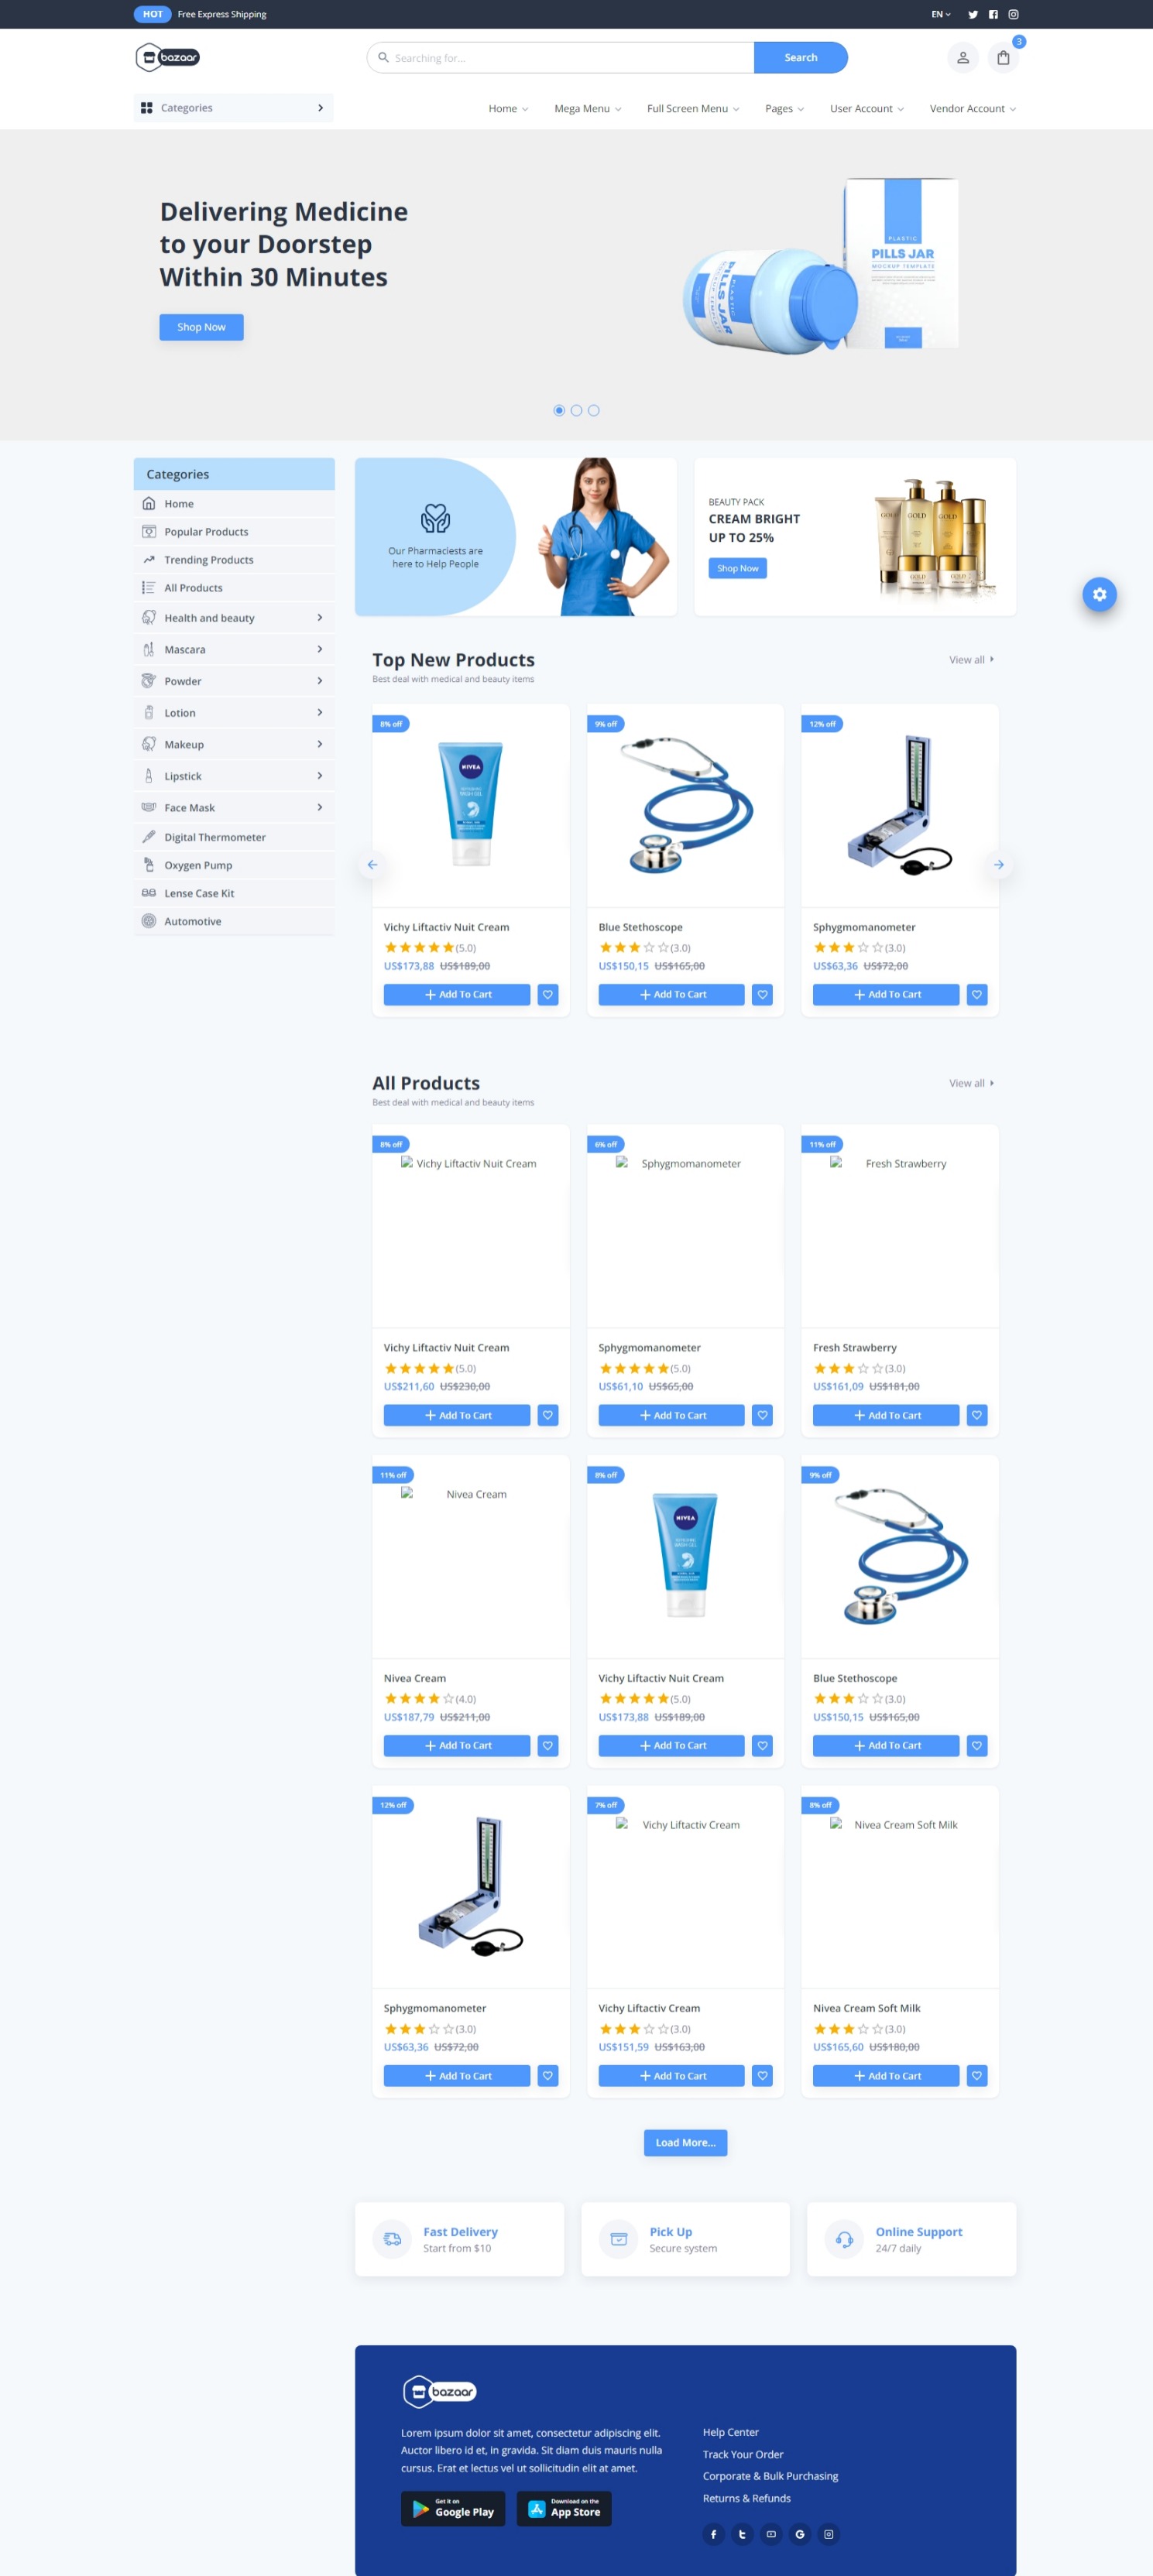 HOT Free Express Shipping
EN
bazaar
Searching for...
Search
3
Categories
Home
Mega Menu
Full Screen Menu
Pages
User Account
Vendor Account
Delivering Medicine
to your Doorstep
Within 30 Minutes
Shop Now
PLASTIC
PILLS JAR
MOCKUP TEMPLATE
PLASTIC
PILLS JAR
Categories
Home
Popular Products
Trending Products
All Products
Health and beauty
Mascara
Powder
Lotion
Makeup
Lipstick
Face Mask
Digital Thermometer
Oxygen Pump
Lense Case Kit
Automotive
Our Pharmaciests are
here to Help People
BEAUTY PACK
CREAM BRIGHT
UP TO 25%
Shop Now
GOLD
GOLD
GOLD
GOLD
Top New Products
View all
Best deal with medical and beauty items
8% off
9% off
12% off
NIVEA
Vichy Liftactiv Nuit Cream
(5.0)
US$173,88 US$189,00
Add To Cart
Blue Stethoscope
(3.0)
US$150,15 US$165,00
Add To Cart
Sphygmomanometer
(3.0)
US$63,36 US$72,00
Add To Cart
All Products
View all
Best deal with medical and beauty items
8% off
Vichy Liftactiv Nuit Cream
Vichy Liftactiv Nuit Cream
(5.0)
US$211,60 US$230,00
Add To Cart
6% off
Sphygmomanometer
Sphygmomanometer
(5.0)
US$61,10 US$65,00
Add To Cart
11% off
Fresh Strawberry
Fresh Strawberry
(3.0)
US$161,09 US$181,00
Add To Cart
11% off
Nivea Cream
Nivea Cream
(4.0)
US$187,79 US$211,00
Add To Cart
8% off
NIVEA
Vichy Liftactiv Nuit Cream
(5.0)
US$173,88 US$189,00
Add To Cart
9% off
Blue Stethoscope
(3.0)
US$150,15 US$165,00
Add To Cart
12% off
Sphygmomanometer
(3.0)
US$63,36 US$72,00
Add To Cart
7% off
Vichy Liftactiv Cream
Vichy Liftactiv Cream
(3.0)
US$151,59 US$163,00
Add To Cart
8% off
Nivea Cream Soft Milk
Nivea Cream Soft Milk
(3.0)
US$165,60 US$180,00
Add To Cart
Load More...
Fast Delivery
Start from $10
Pick Up
Secure system
Online Support
24/7 daily
bazaar
Lorem ipsum dolor sit amet, consectetur adipiscing elit.
Auctor libero id et, in gravida. Sit diam duis mauris nulla
cursus. Erat et lectus vel ut sollicitudin elit at amet.
Get it on
Google Play
Download on the
App Store
Help Center
Track Your Order
Corporate & Bulk Purchasing
Returns & Refunds